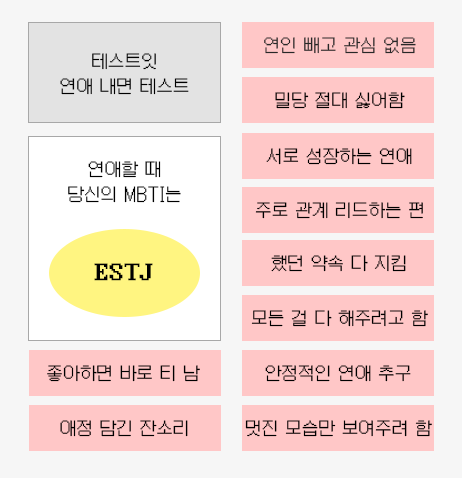 테스트잇
연애 내면 테스트
연애할 때
당신의 MBTI는
ESTJ
좋아하면 바로 티 남
애정 담긴 잔소리
연인 빼고 관심 없음
밀당 절대 싫어함
서로 성장하는 연애
주로 관계 리드하는 편
했던 약속 다 지킴
모든 걸 다 해주려고 함
안정적인 연애 추구
멋진 모습만 보여주려 함